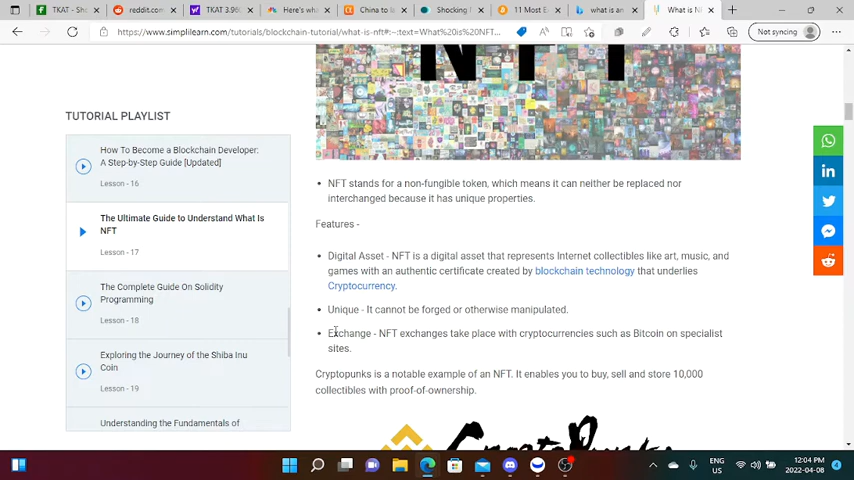 TKAT - Sho
reddit.com
TKAT 3.960
Here's wha
China to la
Shocking T
11 Most E
what is an
What is NF
https://www.simplilearn.com/tutorials/blockchain-tutorial/what-is-nft#:~:text=What%20is%20NFT...
Not syncing
NFT
TUTORIAL PLAYLIST
How To Become a Blockchain Developer:
A Step-by-Step Guide [Updated]
Lesson - 16
The Ultimate Guide to Understand What Is
NFT
Lesson - 17
The Complete Guide On Solidity
Programming
Lesson - 18
Exploring the Journey of the Shiba Inu
Coin
Lesson - 19
Understanding the Fundamentals of
• NFT stands for a non-fungible token, which means it can neither be replaced nor
interchanged because it has unique properties.
Features -
• Digital Asset - NFT is a digital asset that represents Internet collectibles like art, music, and
games with an authentic certificate created by blockchain technology that underlies
Cryptocurrency.
• Unique - It cannot be forged or otherwise manipulated.
• Exchange - NFT exchanges take place with cryptocurrencies such as Bitcoin on specialist
sites.
Cryptopunks is a notable example of an NFT. It enables you to buy, sell and store 10,000
collectibles with proof-of-ownership.
CryptoPunks
ENG
US
12:04 PM
2022-04-08
4